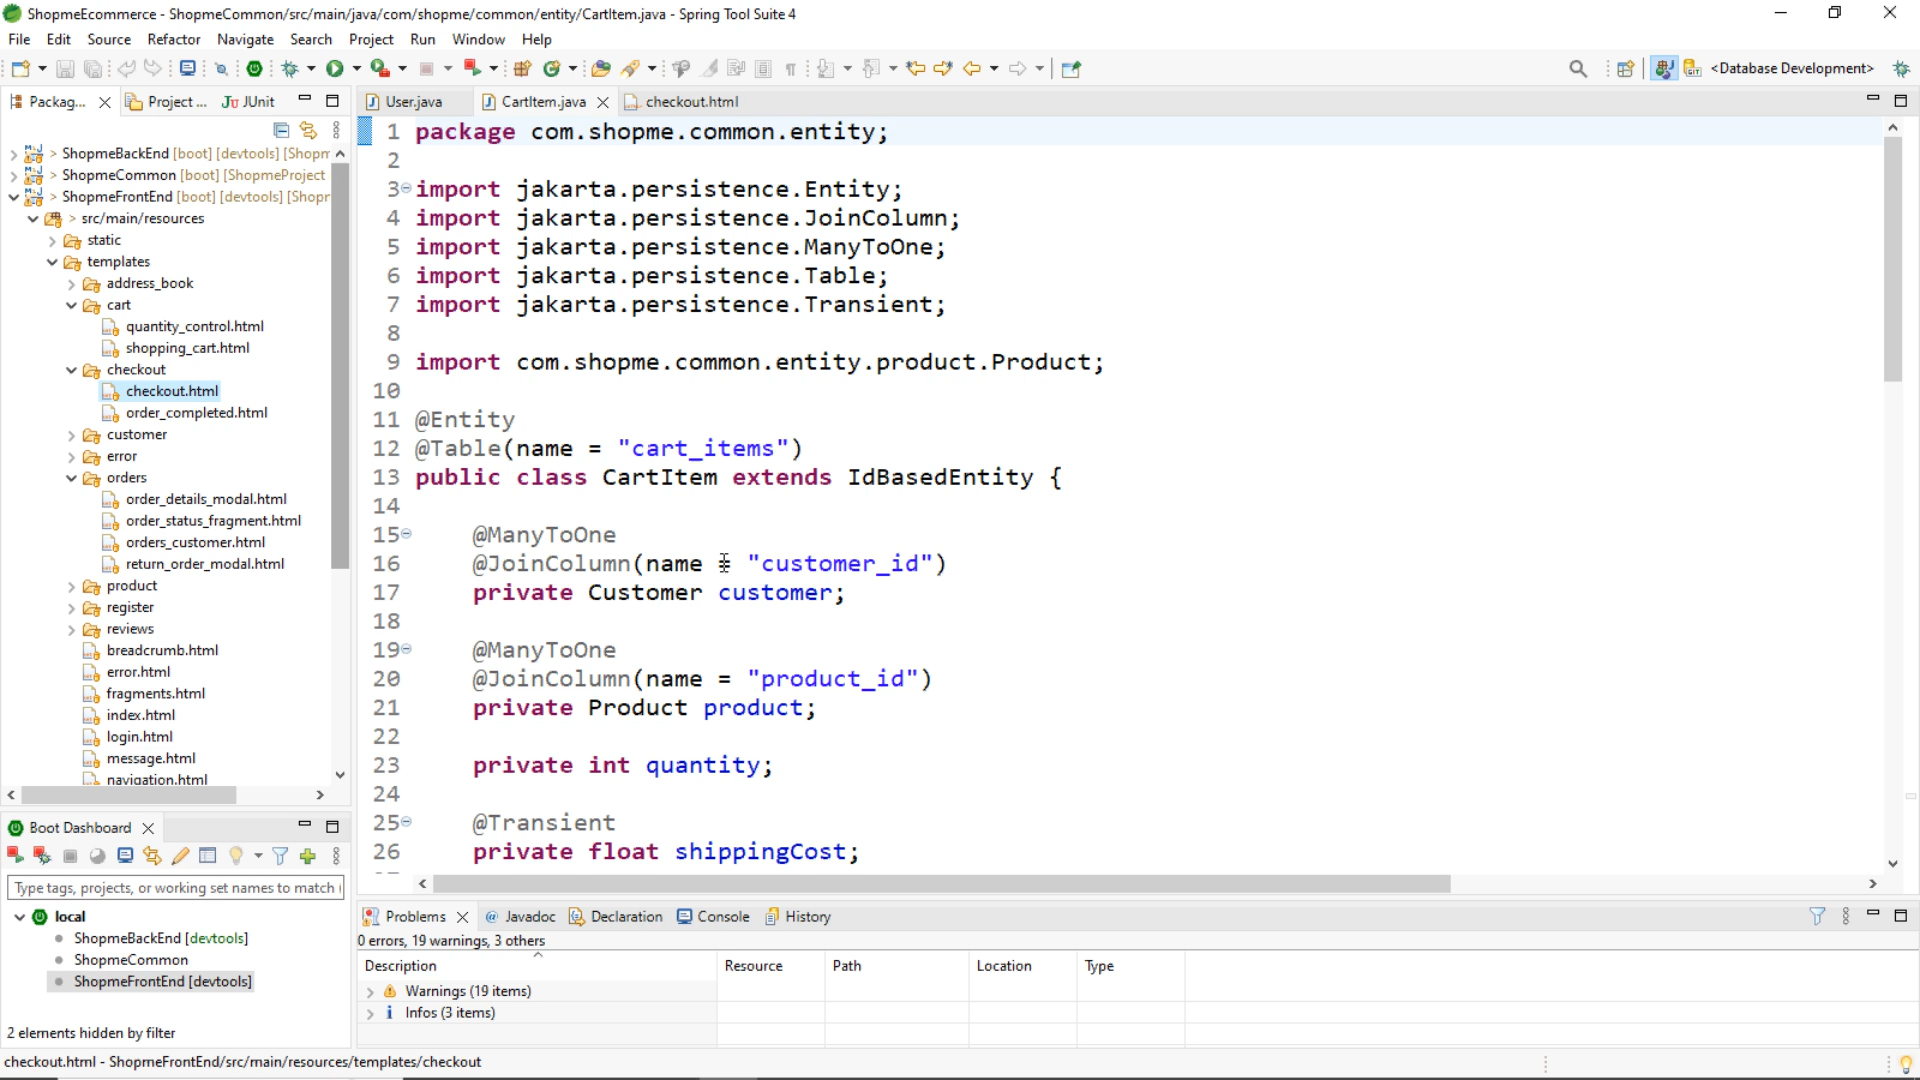 ShopmeEcommerce - ShopmeCommon/src/main/java/com/shopme/common/entity/CartItem.java - Spring Tool Suite 4
File Edit Source Refactor Navigate Search Project Run Window Help
<Database Development>
Packag... Project ... JUnit
ShopmeBackEnd [boot] [devtools] [Shopm
ShopmeCommon [boot] [ShopmeProject
ShopmeFrontEnd [boot] [devtools] [Shopr
src/main/resources
static
templates
address_book
cart
quantity_control.html
shopping_cart.html
checkout
checkout.html
order_completed.html
customer
error
orders
order_details_modal.html
order_status_fragment.html
orders_customer.html
return_order_modal.html
product
register
reviews
breadcrumb.html
error.html
fragments.html
index.html
login.html
message.html
navigation.html
Boot Dashboard
Type tags, projects, or working set names to match (
local
ShopmeBackEnd [devtools]
ShopmeCommon
ShopmeFrontEnd [devtools]
2 elements hidden by filter
User.java CartItem.java checkout.html
1 package com.shopme.common.entity;
2
3 import jakarta.persistence.Entity;
4 import jakarta.persistence.JoinColumn;
5 import jakarta.persistence.ManyToOne;
6 import jakarta.persistence.Table;
7 import jakarta.persistence.Transient;
8
9 import com.shopme.common.entity.product.Product;
10
11 @Entity
12 @Table(name = "cart_items")
13 public class CartItem extends IdBasedEntity {
14
15 @ManyToOne
16 @JoinColumn(name = "customer_id")
17 private Customer customer;
18
19 @ManyToOne
20 @JoinColumn(name = "product_id")
21 private Product product;
22
23 private int quantity;
24
25 @Transient
26 private float shippingCost;
Problems Javadoc Declaration Console History
0 errors, 19 warnings, 3 others
Description Resource Path Location Type
Warnings (19 items)
Infos (3 items)
checkout.html - ShopmeFrontEnd/src/main/resources/templates/checkout